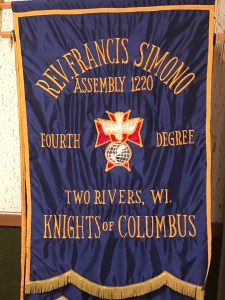 REV. FRANCIS SIMONO
ASSEMBLY 1220
FOURTH DEGREE
TWO RIVERS, WI.
KNIGHTS OF COLUMBUS